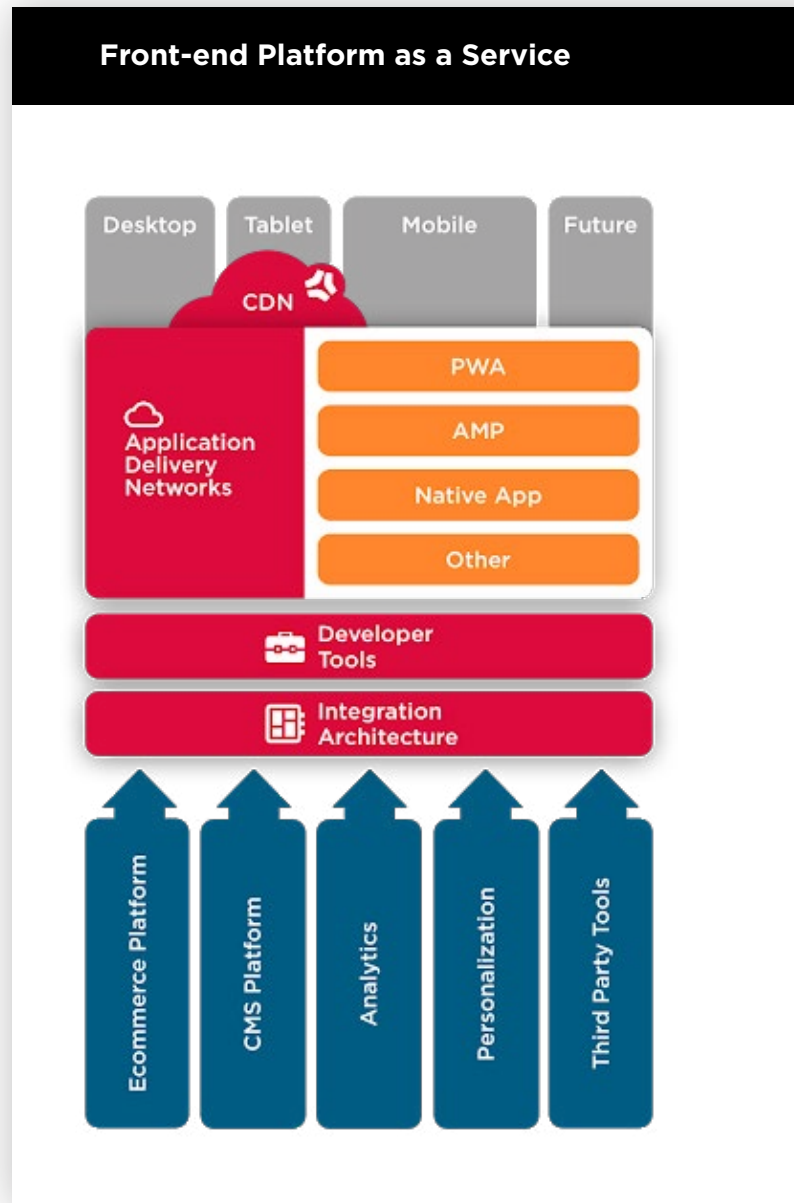 Front-end Platform as a Service
Desktop
Tablet
Mobile
Future
CDN
PWA
AMP
Native App
Other
Application
Delivery
Networks
Developer
Tools
Integration
Architecture
Ecommerce Platform
CMS Platform
Analytics
Personalization
Third Party Tools